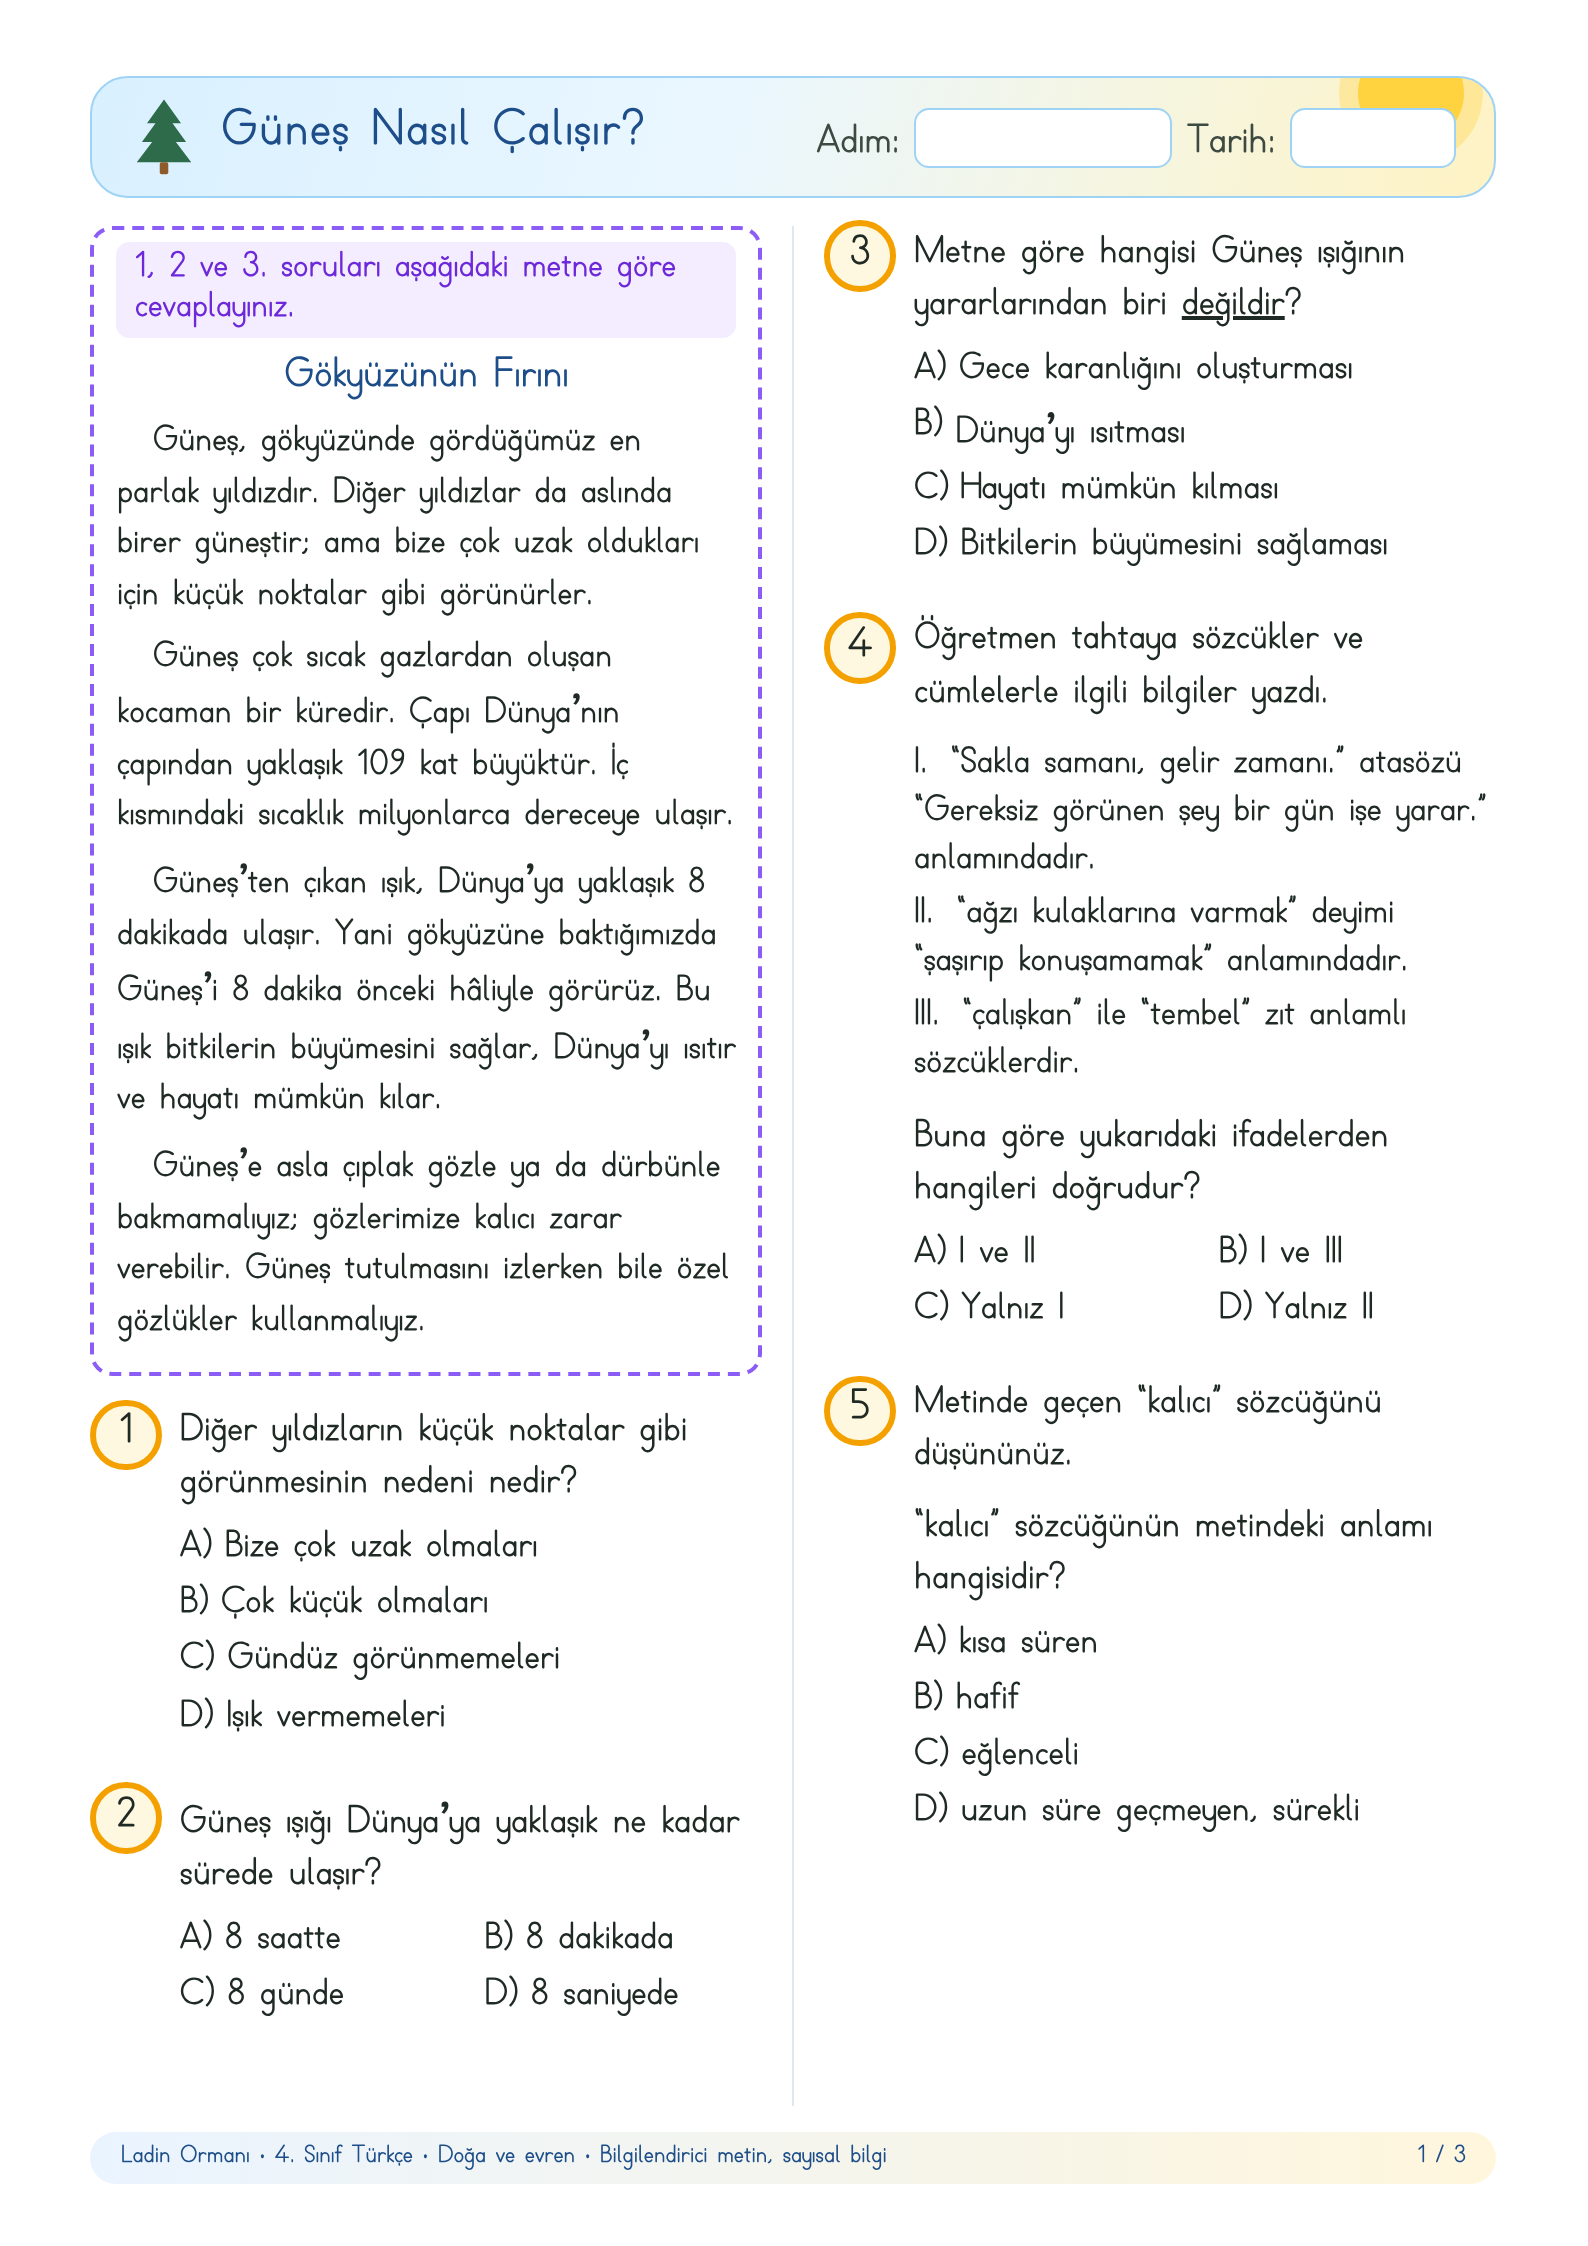 Güneş Nasıl Çalışır?
Adım:
Tarih:
1, 2 ve 3. soruları aşağıdaki metne göre
cevaplayınız.
Gökyüzünün Fırını
Güneş, gökyüzünde gördüğümüz en
parlak yıldızdır. Diğer yıldızlar da aslında
birer güneştir; ama bize çok uzak oldukları
için küçük noktalar gibi görünürler.
Güneş çok sıcak gazlardan oluşan
kocaman bir küredir. Çapı Dünya’nın
çapından yaklaşık 109 kat büyüktür. İç
kısmındaki sıcaklık milyonlarca dereceye ulaşır.
Güneş’ten çıkan ışık, Dünya’ya yaklaşık 8
dakikada ulaşır. Yani gökyüzüne baktığımızda
Güneş’i 8 dakika önceki hâliyle görürüz. Bu
ışık bitkilerin büyümesini sağlar, Dünya’yı ısıtır
ve hayatı mümkün kılar.
Güneş’e asla çıplak gözle ya da dürbünle
bakmamalıyız; gözlerimize kalıcı zarar
verebilir. Güneş tutulmasını izlerken bile özel
gözlükler kullanmalıyız.
1
Diğer yıldızların küçük noktalar gibi
görünmesinin nedeni nedir?
A) Bize çok uzak olmaları
B) Çok küçük olmaları
C) Gündüz görünmemeleri
D) Işık vermemeleri
2
Güneş ışığı Dünya’ya yaklaşık ne kadar
sürede ulaşır?
A) 8 saatte B) 8 dakikada
C) 8 günde D) 8 saniyede
3
Metne göre hangisi Güneş ışığının
yararlarından biri değildir?
A) Gece karanlığını oluşturması
B) Dünya’yı ısıtması
C) Hayatı mümkün kılması
D) Bitkilerin büyümesini sağlaması
4
Öğretmen tahtaya sözcükler ve
cümlelerle ilgili bilgiler yazdı.
I. “Sakla samanı, gelir zamanı.” atasözü
“Gereksiz görünen şey bir gün işe yarar.”
anlamındadır.
II. “ağzı kulaklarına varmak” deyimi
“şaşırıp konuşamamak” anlamındadır.
III. “çalışkan” ile “tembel” zıt anlamlı
sözcüklerdir.
Buna göre yukarıdaki ifadelerden
hangileri doğrudur?
A) I ve II B) I ve III
C) Yalnız I D) Yalnız II
5
Metinde geçen “kalıcı” sözcüğünü
düşününüz.
“kalıcı” sözcüğünün metindeki anlamı
hangisidir?
A) kısa süren
B) hafif
C) eğlenceli
D) uzun süre geçmeyen, sürekli
Ladin Ormanı • 4. Sınıf Türkçe • Doğa ve evren • Bilgilendirici metin, sayısal bilgi
1 / 3